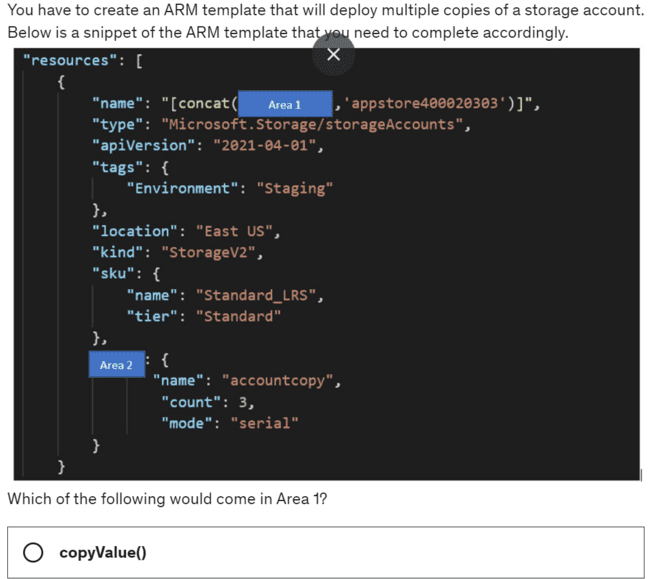 You have to create an ARM template that will deploy multiple copies of a storage account.
Below is a snippet of the ARM template that you need to complete accordingly.
"resources": [
{
"name": "[concat( Area 1 ,'appstore400020303')]",
"type": "Microsoft.Storage/storageAccounts",
"apiVersion": "2021-04-01",
"tags": {
"Environment": "Staging"
},
"location": "East US",
"kind": "StorageV2",
"sku": {
"name": "Standard_LRS",
"tier": "Standard"
},
Area 2 : {
"name": "accountcopy",
"count": 3,
"mode": "serial"
}
}
Which of the following would come in Area 1?
copyValue()